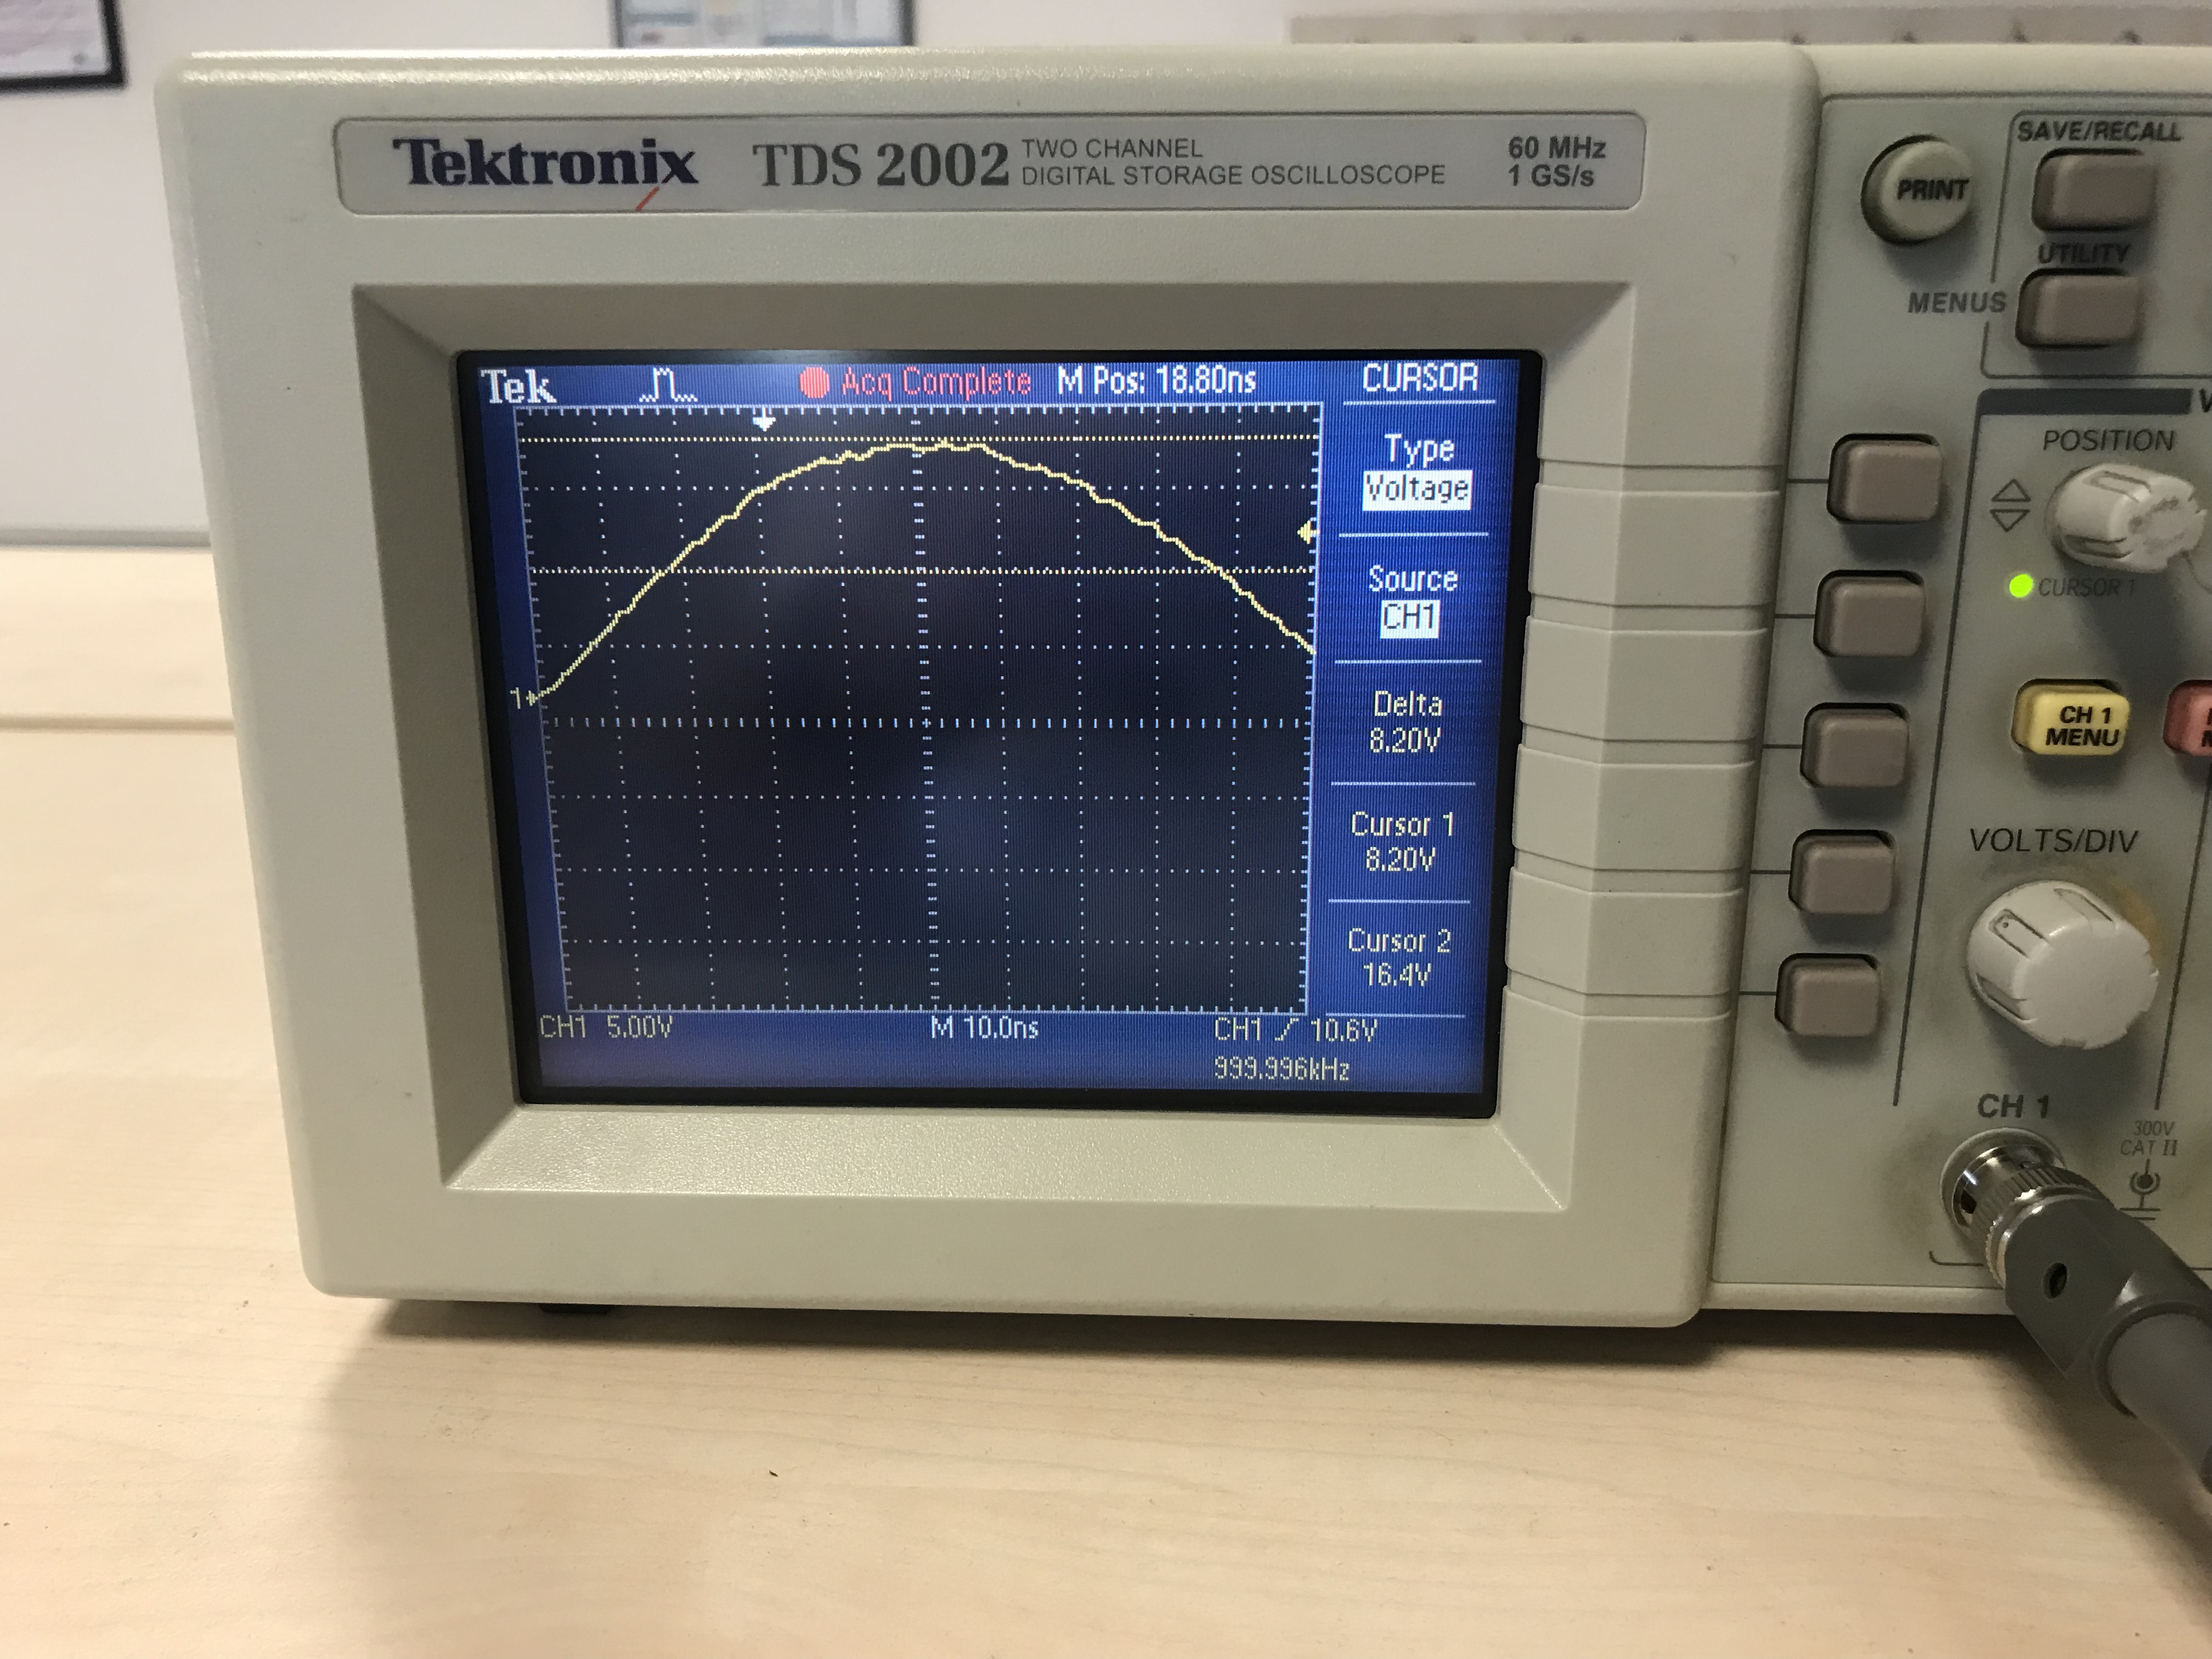 Tektronix TDS 2002 TWO CHANNEL
DIGITAL STORAGE OSCILLOSCOPE
60 MHz
1 GS/s
Tek
Acq Complete
M Pos: 18.80ns
CURSOR
Type
Voltage
Source
CH1
Delta
8.20V
Cursor 1
8.20V
Cursor 2
16.4V
1
CH1 5.00V
M 10.0ns
CH1 10.6V
999.996kHz
PRINT
SAVE/RECALL
UTILITY
MENUS
POSITION
CURSOR 1
CH 1
MENU
VOLTS/DIV
CH 1
300V
CAT II